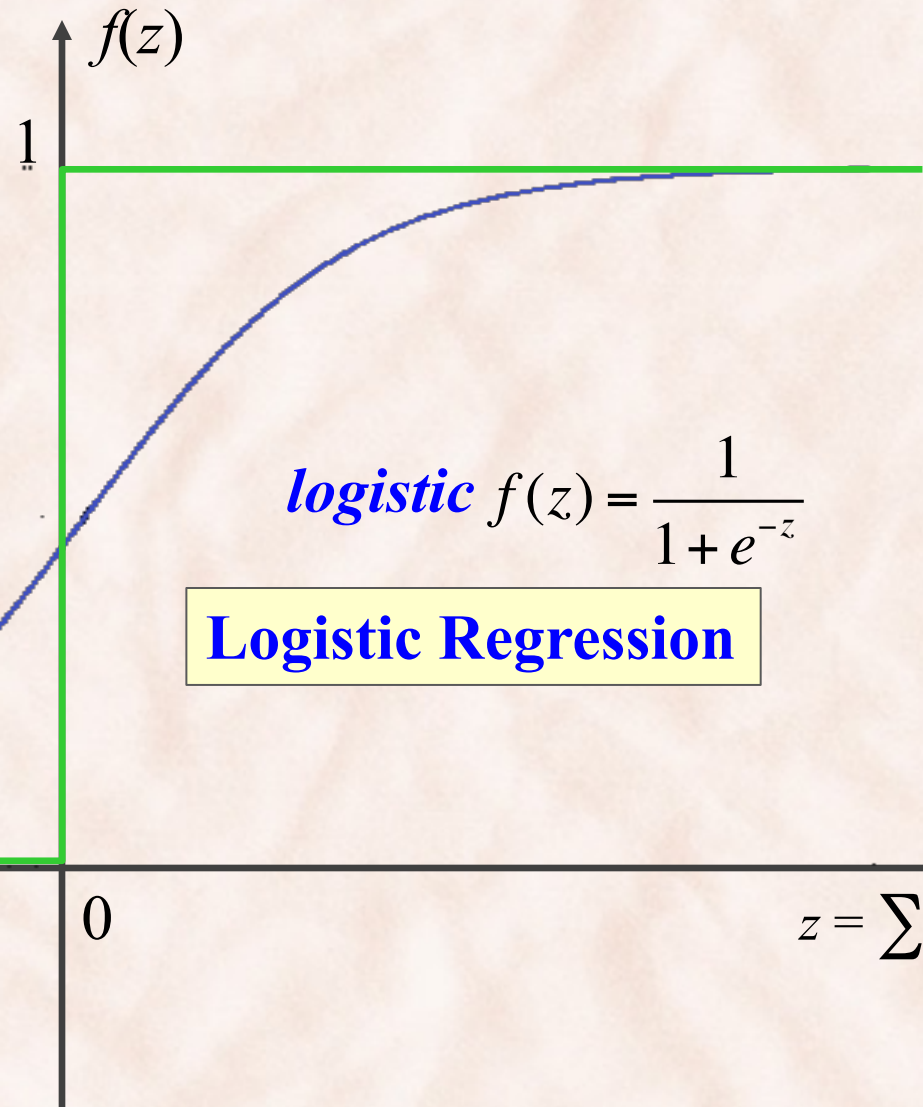 f(z)
1
logistic f(z) = 1 / (1 + e^{-z})
Logistic Regression
0
z = ∑